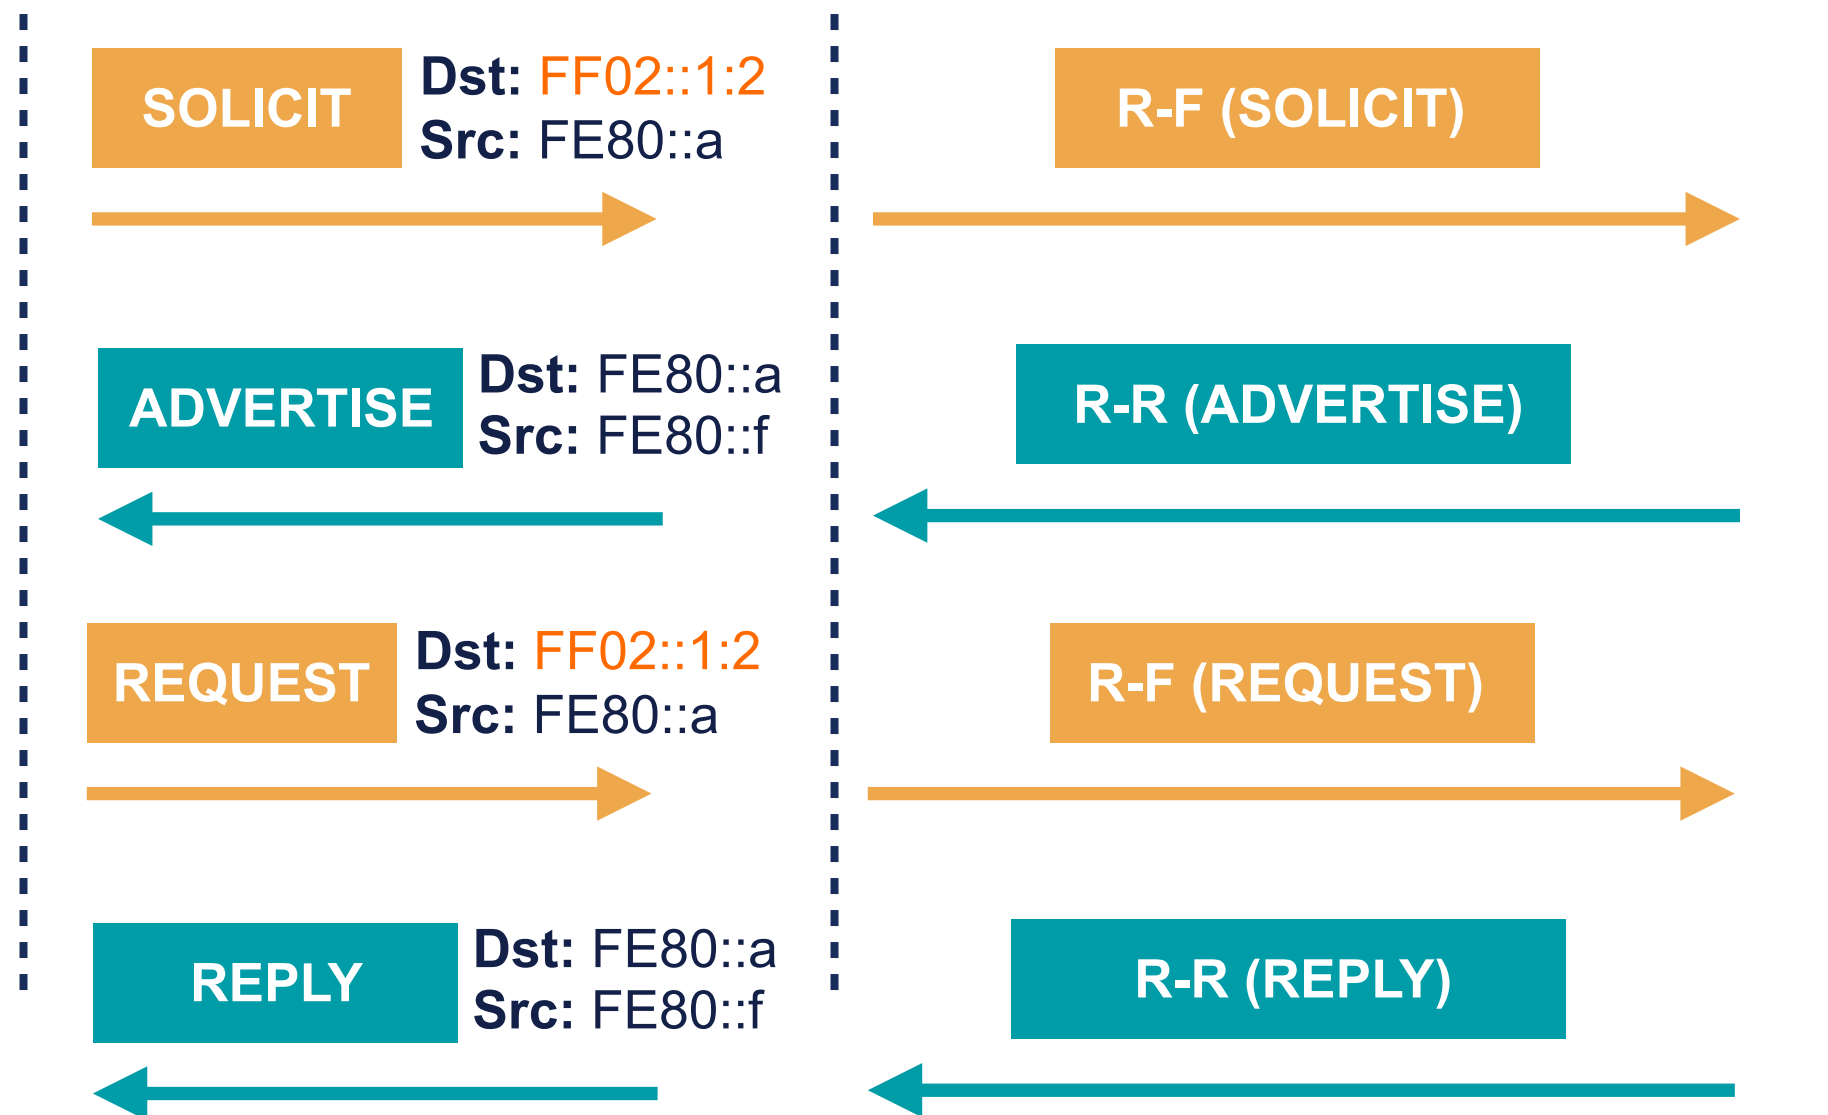 SOLICIT
Dst: FF02::1:2
Src: FE80::a
R-F (SOLICIT)
ADVERTISE
Dst: FE80::a
Src: FE80::f
R-R (ADVERTISE)
REQUEST
Dst: FF02::1:2
Src: FE80::a
R-F (REQUEST)
REPLY
Dst: FE80::a
Src: FE80::f
R-R (REPLY)